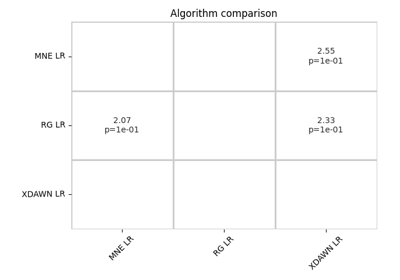 Algorithm comparison
MNE LR
2.55
p=1e-01
RG LR
2.07
p=1e-01
2.33
p=1e-01
XDAWN LR
MNE LR
RG LR
XDAWN LR